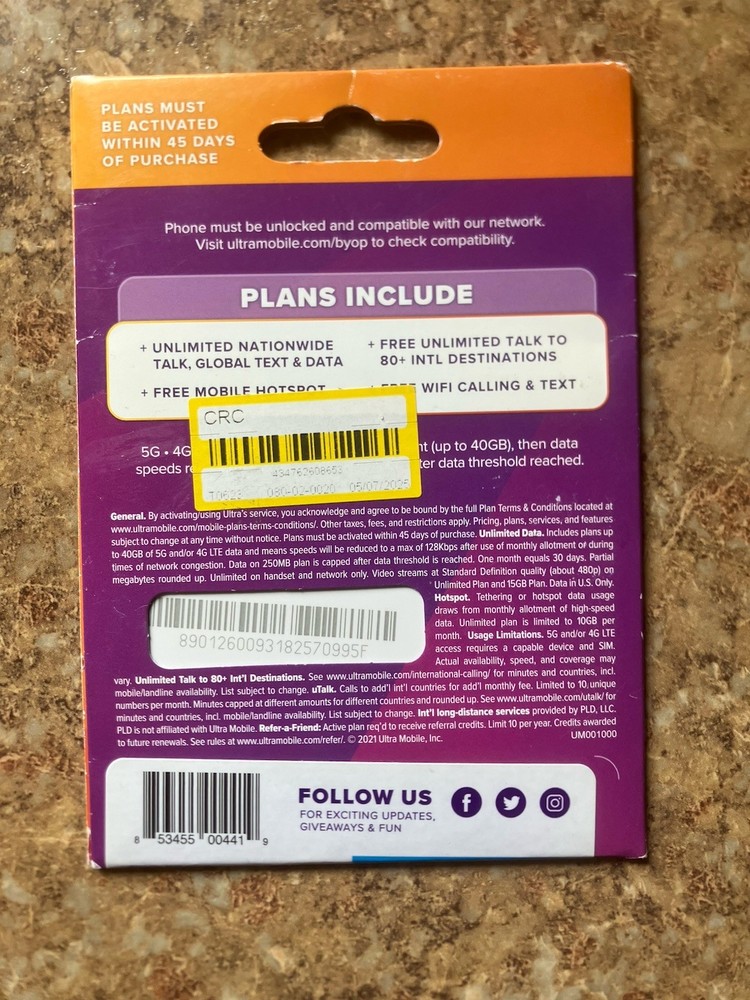 PLANS MUST
BE ACTIVATED
WITHIN 45 DAYS
OF PURCHASE
Phone must be unlocked and compatible with our network.
Visit ultramobile.com/byop to check compatibility.
PLANS INCLUDE
+ UNLIMITED NATIONWIDE
TALK, GLOBAL TEXT & DATA
+ FREE MOBILE HOTSPOT
+ FREE UNLIMITED TALK TO
80+ INTL DESTINATIONS
+ FREE WIFI CALLING & TEXT
CRC
434762608653
T0623 080-02-0020 05/07/2025
5G • 4G (up to 40GB), then data
speeds data threshold reached.
General. By activating/using Ultra's service, you acknowledge and agree to be bound by the full Plan Terms & Conditions located at
www.ultramobile.com/mobile-plans-terms-conditions/. Other taxes, fees, and restrictions apply. Pricing, plans, services, and features
subject to change at any time without notice. Plans must be activated within 45 days of purchase. Unlimited Data. Includes plans up
to 40GB of 5G and/or 4G LTE data and means speeds will be reduced to a max of 128Kbps after use of monthly allotment or during
times of network congestion. Data on 250MB plan is capped after data threshold is reached. One month equals 30 days. Partial
megabytes rounded up. Unlimited on handset and network only. Video streams at Standard Definition quality (about 480p) on
Unlimited Plan and 15GB Plan. Data in U.S. Only.
Hotspot. Tethering or hotspot data usage
draws from monthly allotment of high-speed
data. Unlimited plan is limited to 10GB per
month. Usage Limitations. 5G and/or 4G LTE
access requires a capable device and SIM.
Actual availability, speed, and coverage may
8901260093182570995F
vary. Unlimited Talk to 80+ Int'l Destinations. See www.ultramobile.com/international-calling/ for minutes and countries, incl.
mobile/landline availability. List subject to change. uTalk. Calls to add'l int'l countries for add'l monthly fee. Limited to 10 unique
numbers per month. Minutes capped at different amounts for different countries and rounded up. See www.ultramobile.com/utalk/ for
minutes and countries, incl. mobile/landline availability. List subject to change. Int'l long-distance services provided by PLD, LLC.
PLD is not affiliated with Ultra Mobile. Refer-a-Friend: Active plan req'd to receive referral credits. Limit 10 per year. Credits awarded
to future renewals. See rules at www.ultramobile.com/refer/. © 2021 Ultra Mobile, Inc. UM001000
8 53455 00441 9
FOLLOW US
FOR EXCITING UPDATES,
GIVEAWAYS & FUN